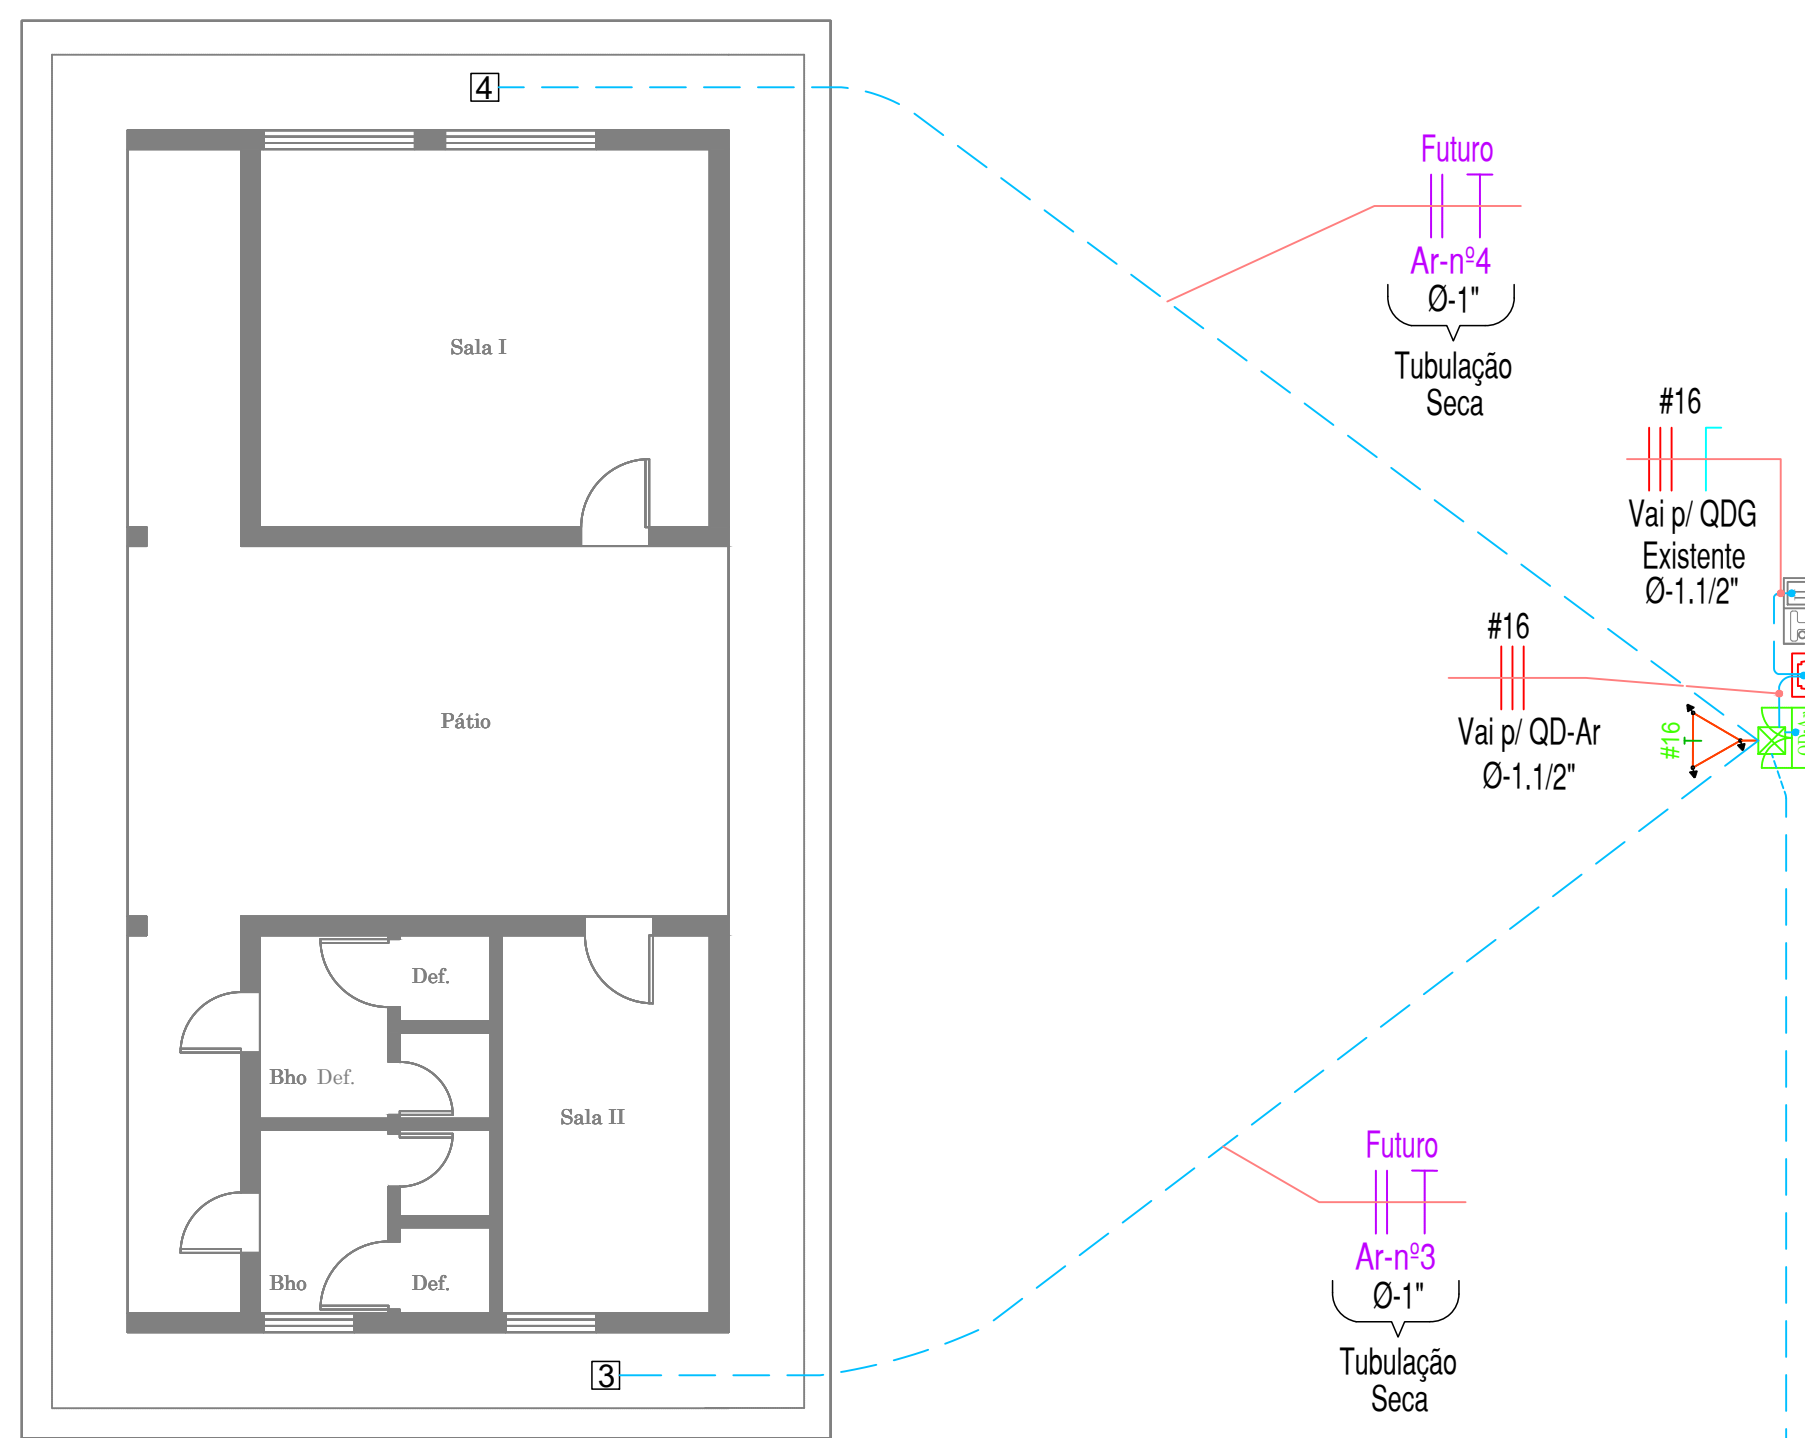 4
Futuro
Ar-nº4
Ø-1"
Tubulação
Seca
Sala I
#16
Vai p/ QDG
Existente
Ø-1.1/2"
#16
Vai p/ QD-Ar
Ø-1.1/2"
#16
Pátio
Def.
Bho Def.
Sala II
Bho
Def.
Futuro
Ar-nº3
Ø-1"
Tubulação
Seca
3